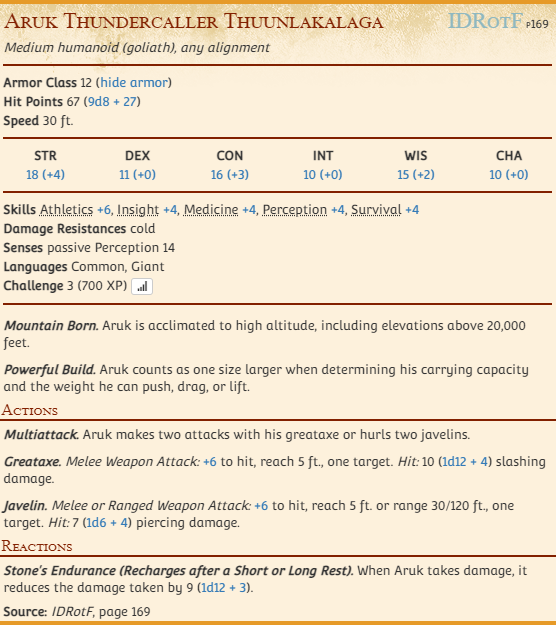 Aruk Thundercaller Thuunlakalaga IDRotF p169
Medium humanoid (goliath), any alignment
Armor Class 12 (hide armor)
Hit Points 67 (9d8 + 27)
Speed 30 ft.
STR DEX CON INT WIS CHA
18 (+4) 11 (+0) 16 (+3) 10 (+0) 15 (+2) 10 (+0)
Skills Athletics +6, Insight +4, Medicine +4, Perception +4, Survival +4
Damage Resistances cold
Senses passive Perception 14
Languages Common, Giant
Challenge 3 (700 XP)
Mountain Born. Aruk is acclimated to high altitude, including elevations above 20,000
feet.
Powerful Build. Aruk counts as one size larger when determining his carrying capacity
and the weight he can push, drag, or lift.
Actions
Multiattack. Aruk makes two attacks with his greataxe or hurls two javelins.
Greataxe. Melee Weapon Attack: +6 to hit, reach 5 ft., one target. Hit: 10 (1d12 + 4) slashing
damage.
Javelin. Melee or Ranged Weapon Attack: +6 to hit, reach 5 ft. or range 30/120 ft., one
target. Hit: 7 (1d6 + 4) piercing damage.
Reactions
Stone's Endurance (Recharges after a Short or Long Rest). When Aruk takes damage, it
reduces the damage taken by 9 (1d12 + 3).
Source: IDRotF, page 169